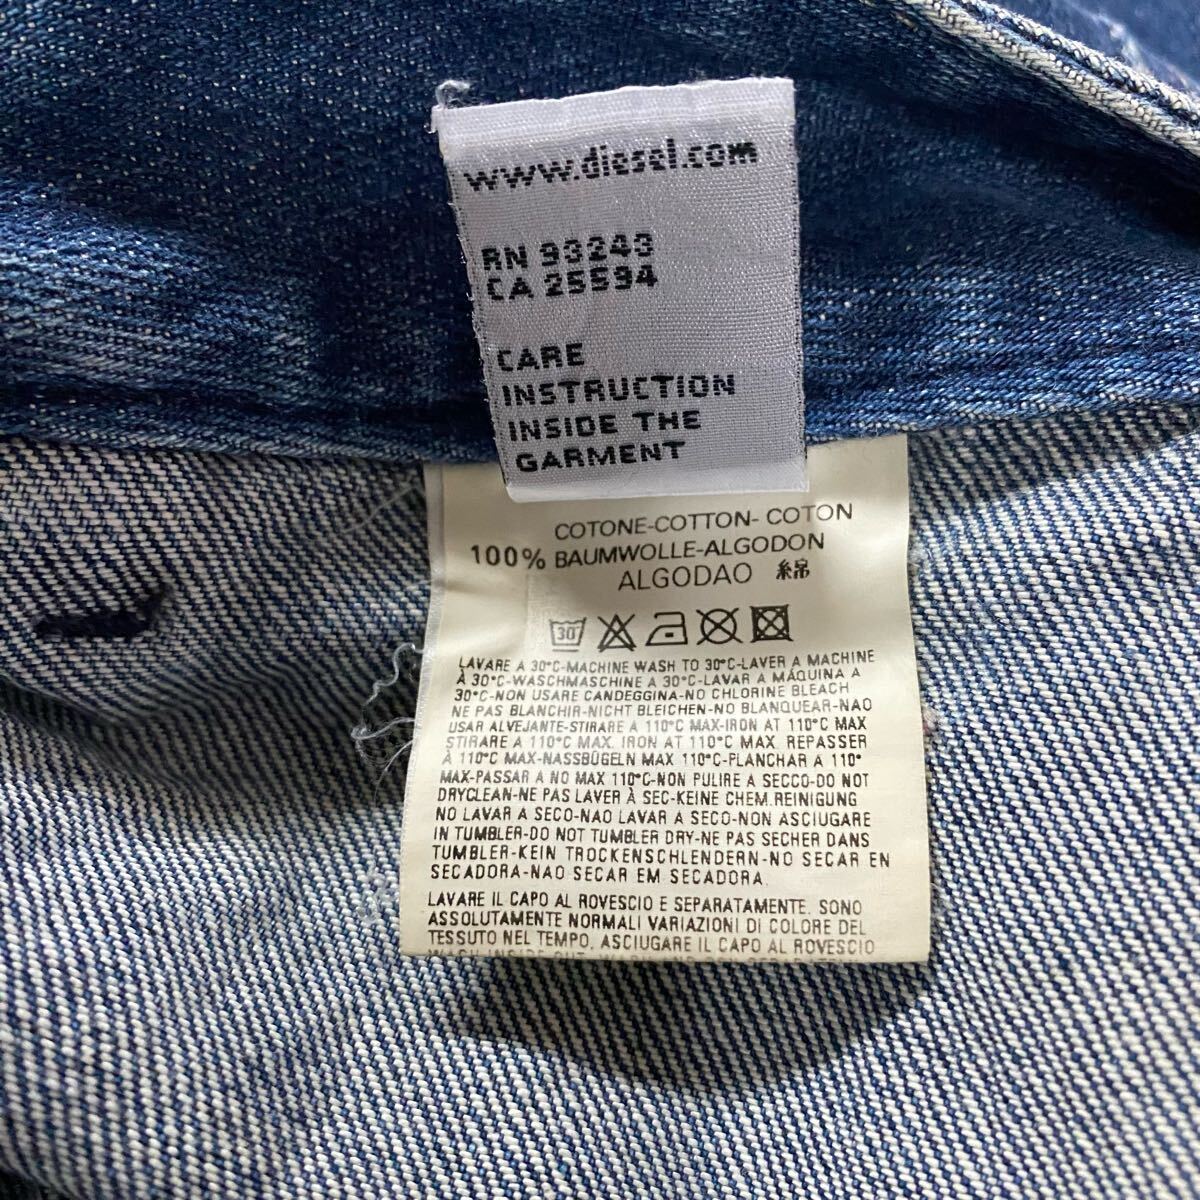 www.diesel.com
RN 93243
CA 25594
CARE
INSTRUCTION
INSIDE THE
GARMENT
COTONE-COTTON- COTON
100% BAUMWOLLE-ALGODON
ALGODAO 綿
30
LAVARE A 30°C-MACHINE WASH TO 30°C-LAVER A MACHINE
À 30°C-WASCHMASCHINE A 30°C-LAVAR A MÁQUINA A
30°C-NON USARE CANDEGGINA-NO CHLORINE BLEACH
NE PAS BLANCHIR-NICHT BLEICHEN-NO BLANQUEAR-NAO
USAR ALVEJANTE-STIRARE A 110°C MAX-IRON AT 110°C MAX
STIRARE A 110°C MAX. IRON AT 110°C MAX. REPASSER
À 110°C MAX-NASSBÜGELN MAX 110°C-PLANCHAR A 110°
MAX-PASSAR A NO MAX 110°C-NON PULIRE A SECCO-DO NOT
DRYCLEAN-NE PAS LAVER À SEC-KEINE CHEM.REINIGUNG
NO LAVAR A SECO-NAO LAVAR A SECO-NON ASCIUGARE
IN TUMBLER-DO NOT TUMBLER DRY-NE PAS SECHER DANS
TUMBLER-KEIN TROCKENSCHLENDERN-NO SECAR EN
SECADORA-NAO SECAR EM SECADORA.
LAVARE IL CAPO AL ROVESCIO E SEPARATAMENTE. SONO
ASSOLUTAMENTE NORMALI VARIAZIONI DI COLORE DEL
TESSUTO NEL TEMPO. ASCIUGARE IL CAPO AL ROVESCIO
WASH INSIDE OUT.